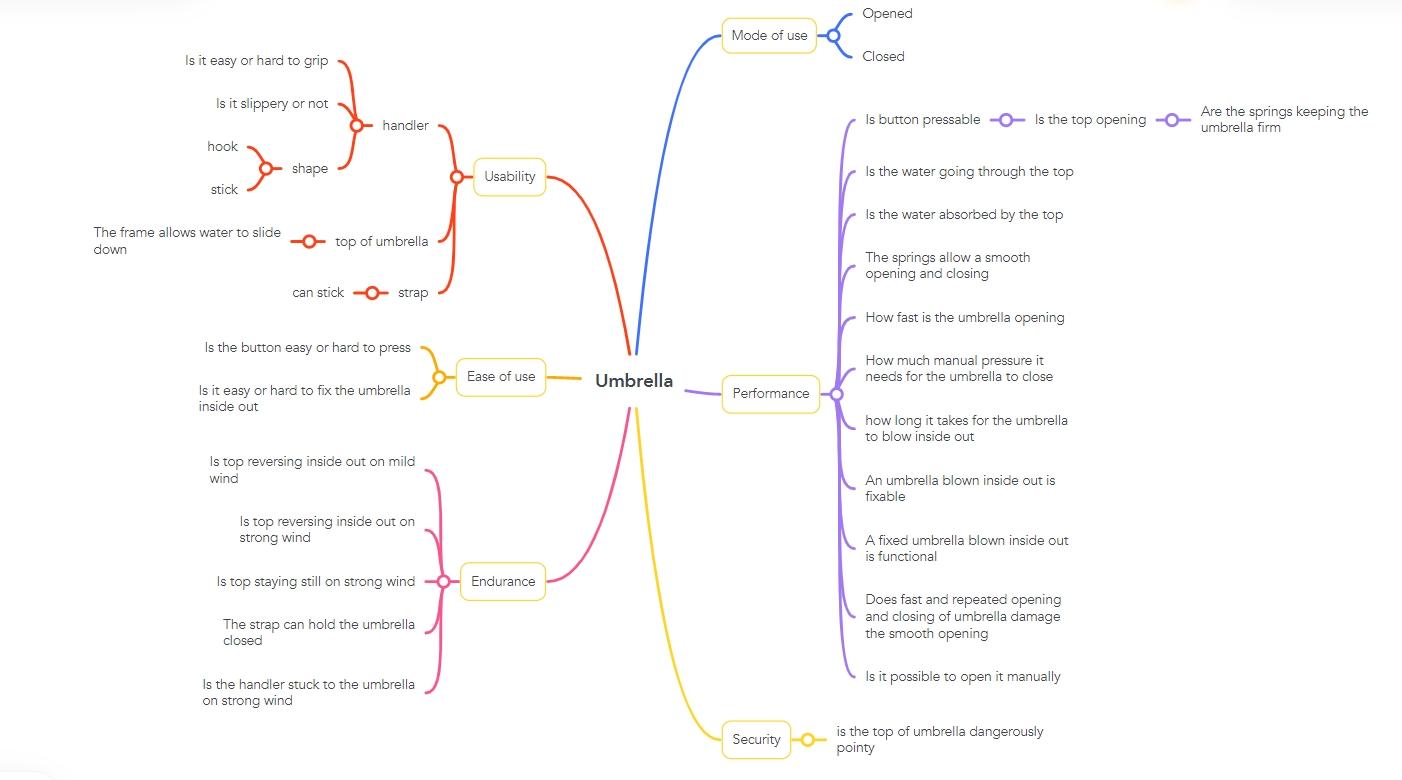 Umbrella
Mode of use
Opened
Closed
Performance
Is button pressable
Is the top opening
Are the springs keeping the
umbrella firm
Is the water going through the top
Is the water absorbed by the top
The springs allow a smooth
opening and closing
How fast is the umbrella opening
How much manual pressure it
needs for the umbrella to close
how long it takes for the umbrella
to blow inside out
An umbrella blown inside out is
fixable
A fixed umbrella blown inside out
is functional
Does fast and repeated opening
and closing of umbrella damage
the smooth opening
Is it possible to open it manually
Security
is the top of umbrella dangerously
pointy
Usability
handler
Is it easy or hard to grip
Is it slippery or not
shape
hook
stick
top of umbrella
The frame allows water to slide
down
strap
can stick
Ease of use
Is the button easy or hard to press
Is it easy or hard to fix the umbrella
inside out
Endurance
Is top reversing inside out on mild
wind
Is top reversing inside out on
strong wind
Is top staying still on strong wind
The strap can hold the umbrella
closed
Is the handler stuck to the umbrella
on strong wind